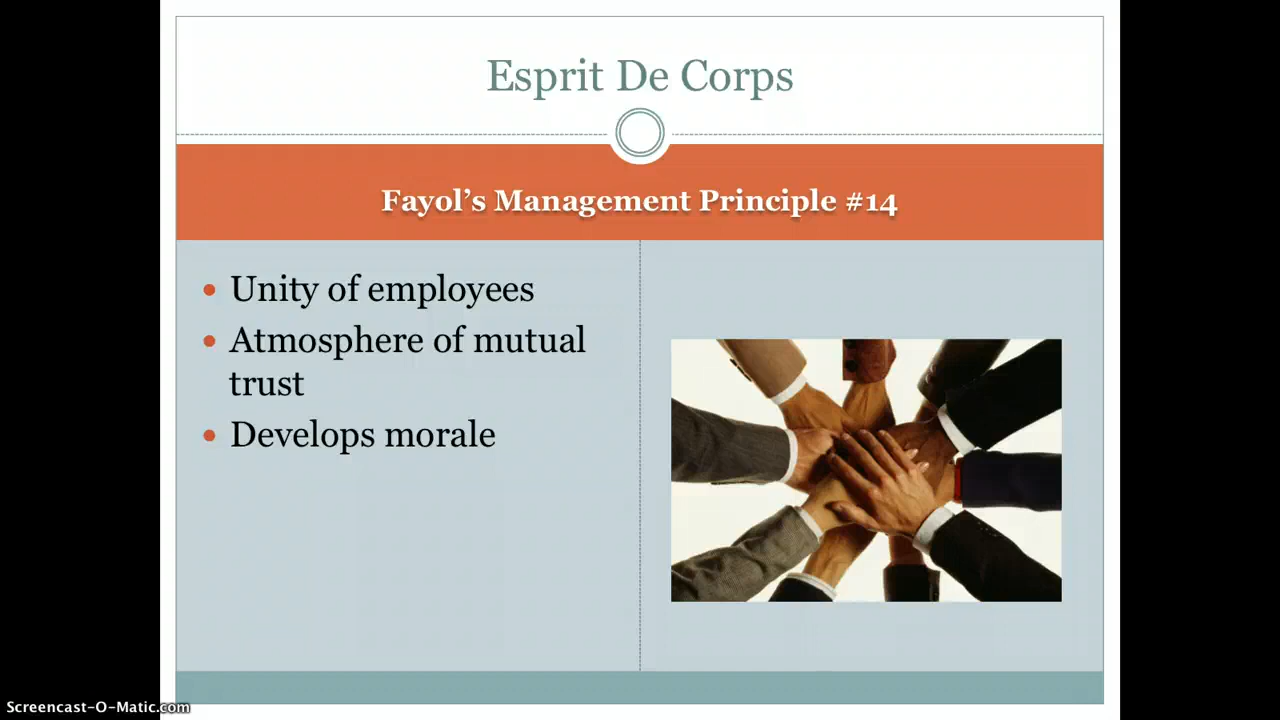 Esprit De Corps
Fayol’s Management Principle #14
Unity of employees
Atmosphere of mutual
trust
Develops morale
Screencast-O-Matic.com